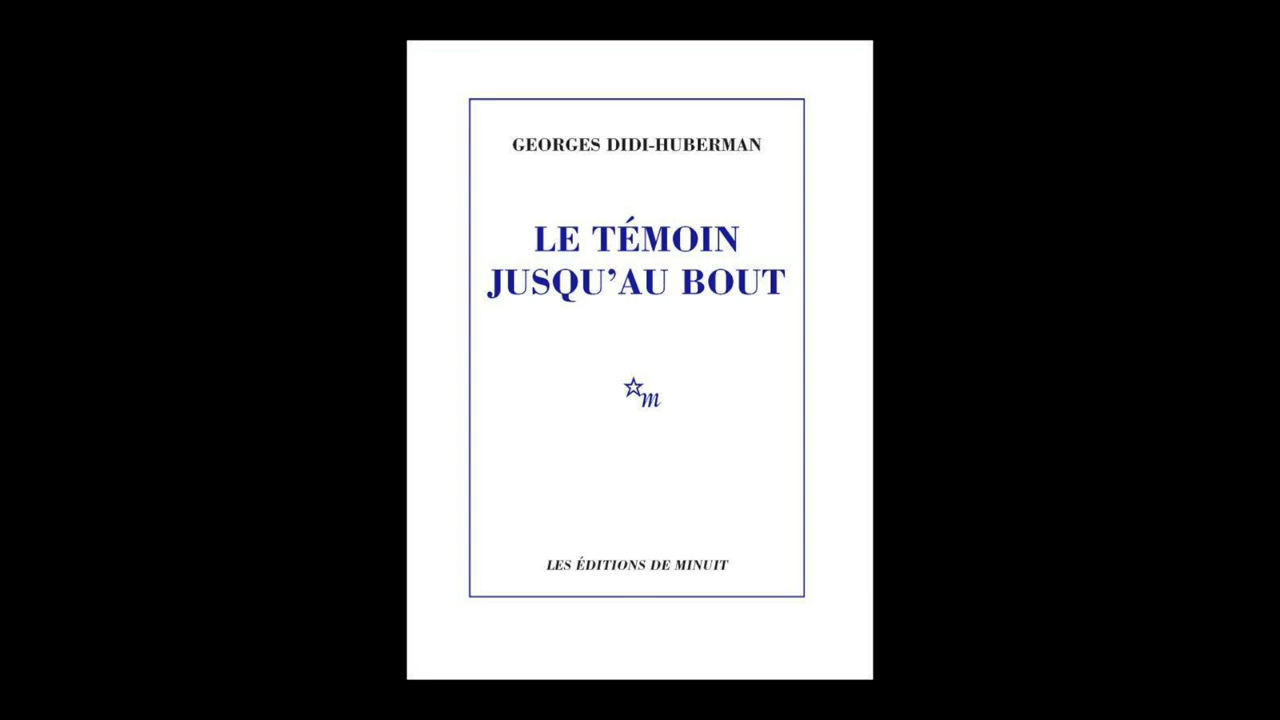 GEORGES DIDI-HUBERMAN
LE TÉMOIN
JUSQU’AU BOUT
m
LES ÉDITIONS DE MINUIT